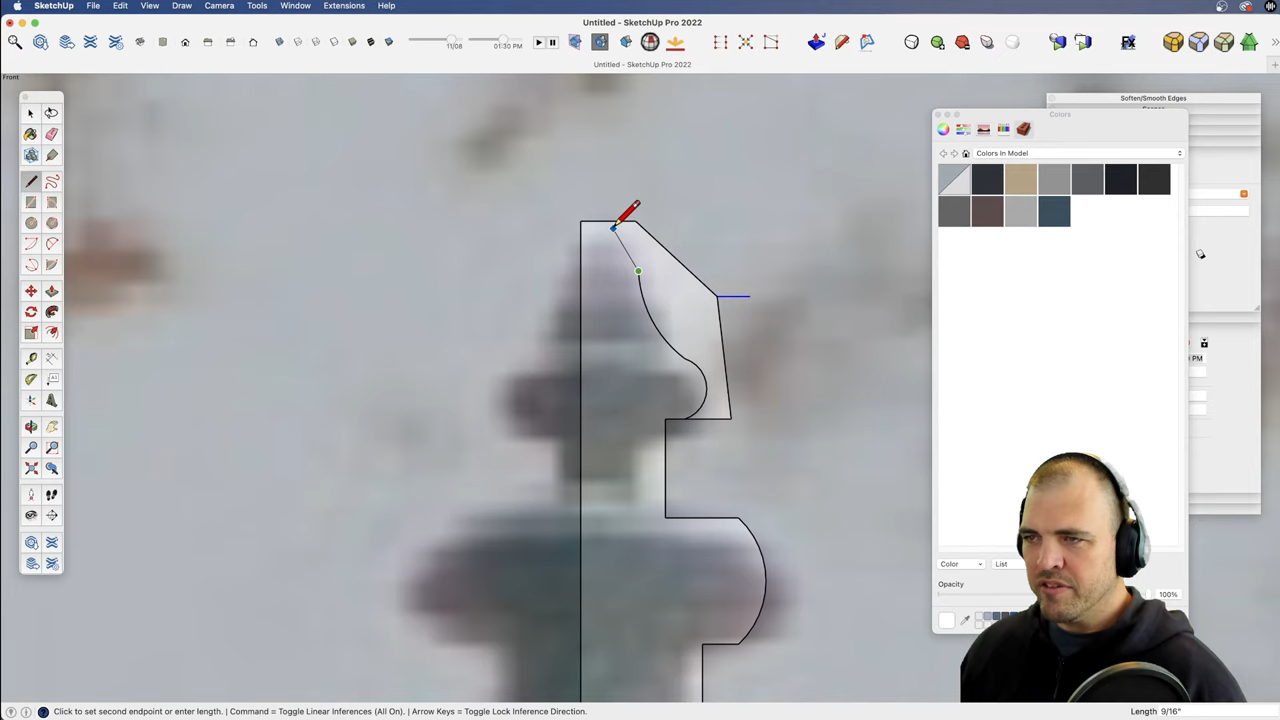 SketchUp File Edit View Camera Draw Tools Window Extensions Help
Untitled - SketchUp Pro 2022
11/08 01:30 PM
Untitled - SketchUp Pro 2022
Front
Soften/Smooth Edges
Colors
Colors In Model
PM
Color List
Opacity
100%
Click to set second endpoint or enter length. | Command = Toggle Linear Inferences (All On). | Arrow Keys = Toggle Lock Inference Direction.
Length 9/16"